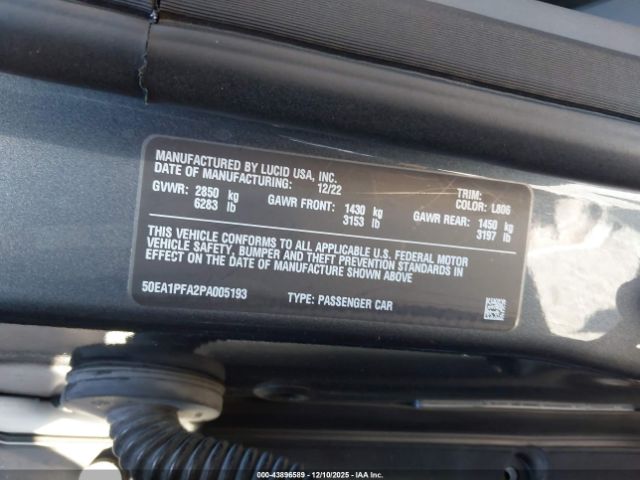 MANUFACTURED BY LUCID USA, INC.
DATE OF MANUFACTURING: 12/22 TRIM:
COLOR: L806
GVWR: 2850 kg GAWR FRONT: 1430 kg GAWR REAR: 1450 kg
6283 lb 3153 lb 3197 lb
THIS VEHICLE CONFORMS TO ALL APPLICABLE U.S. FEDERAL MOTOR
VEHICLE SAFETY, BUMPER AND THEFT PREVENTION STANDARDS IN
EFFECT ON THE DATE OF MANUFACTURE SHOWN ABOVE
50EA1PFA2PA005193 TYPE: PASSENGER CAR
000-43896589 - 12/10/2025 - IAA Inc.